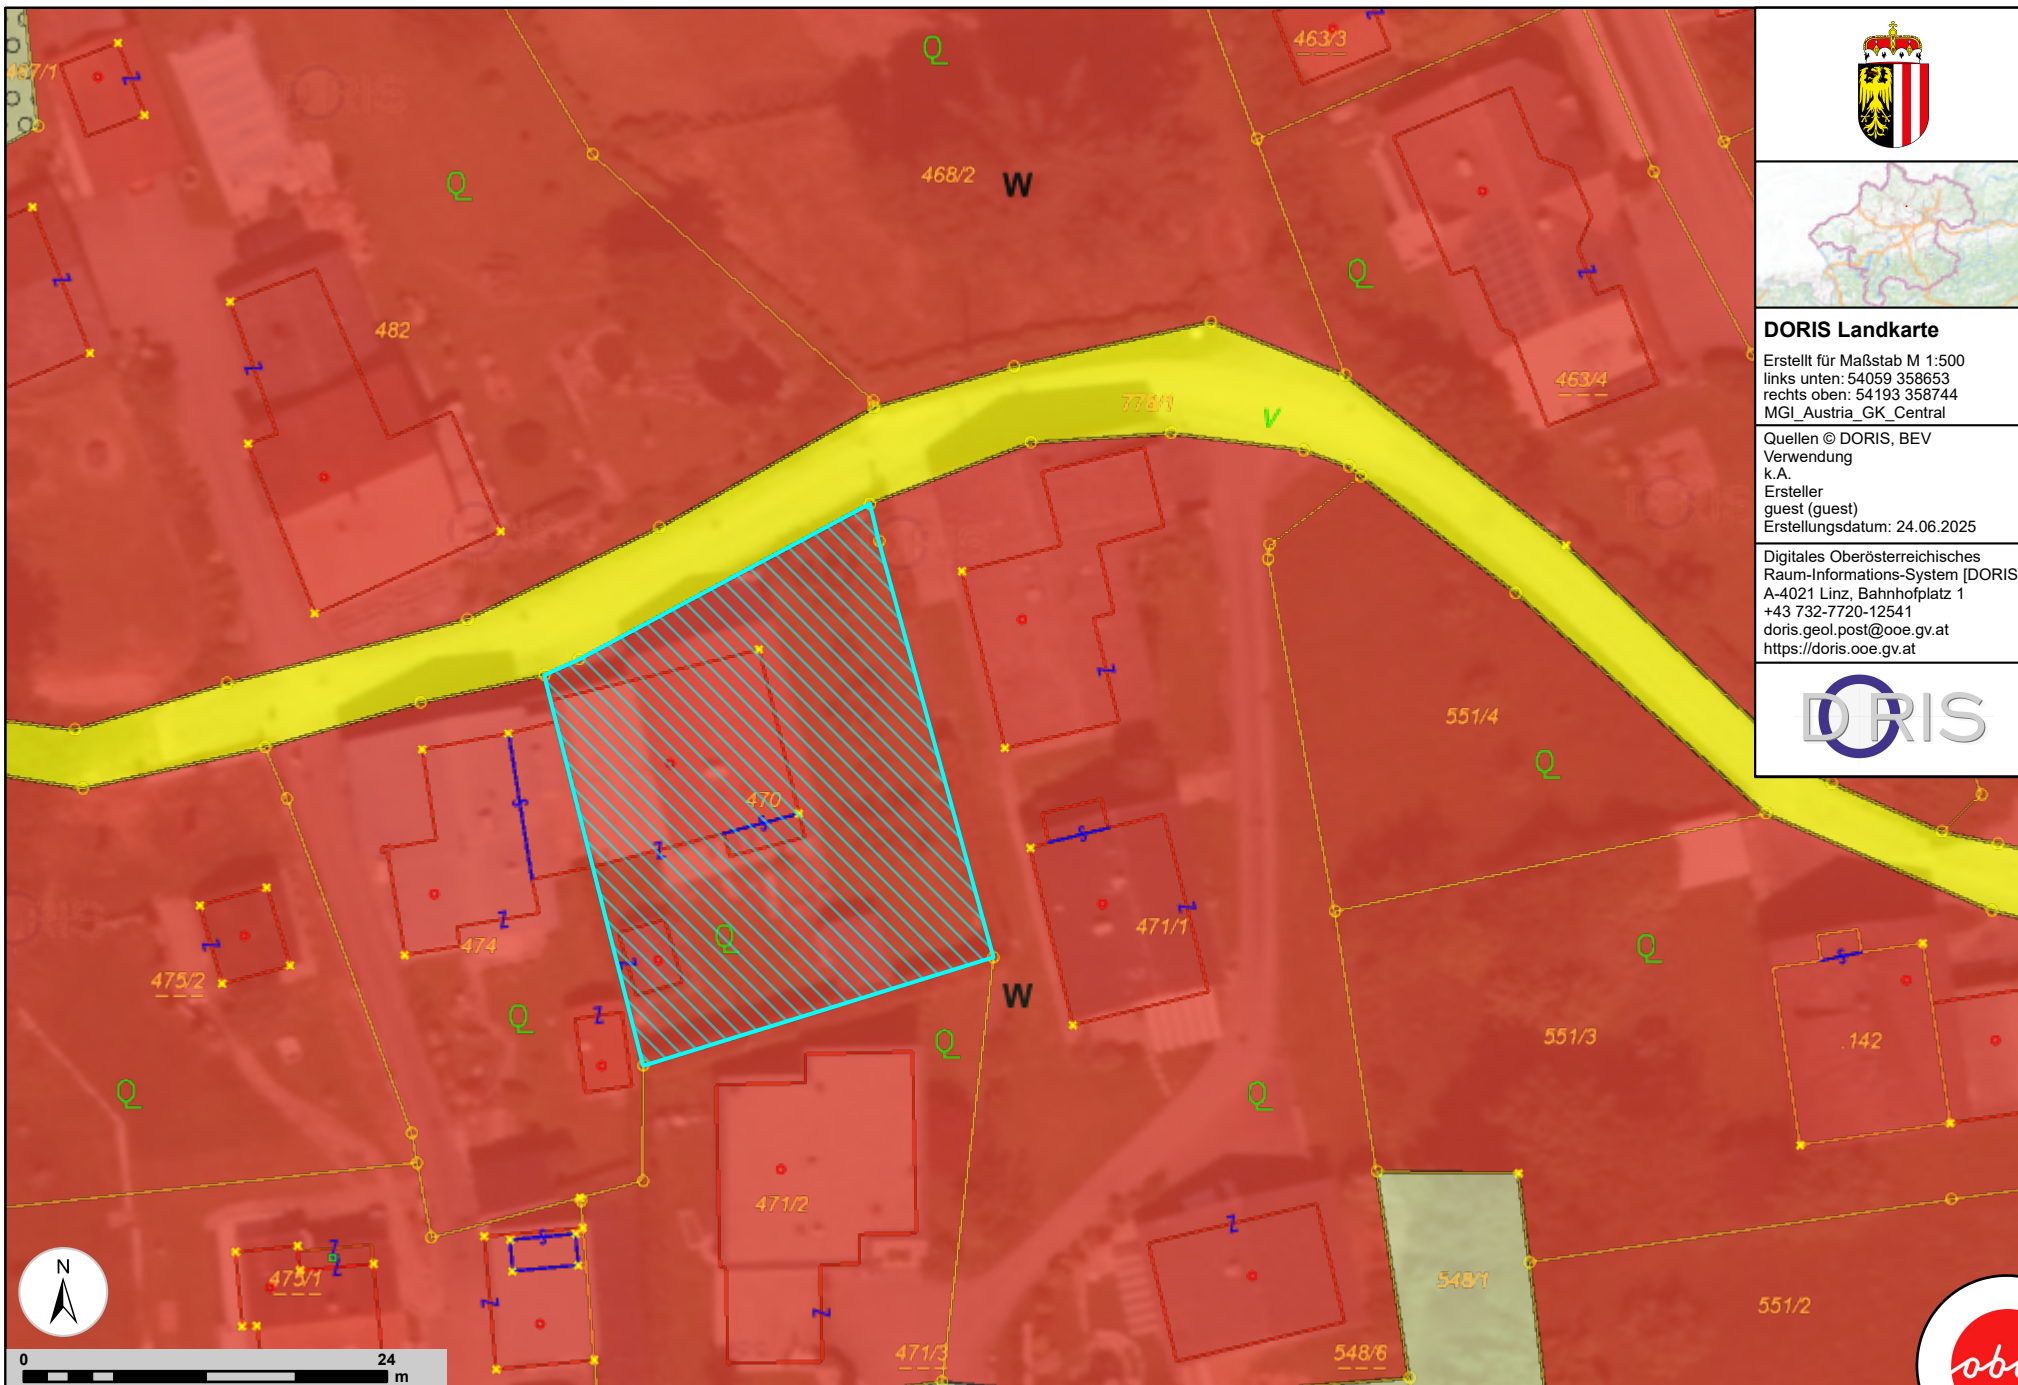 463/3
487/1
468/2
W
482
463/4
778/1
V
551/4
470
474
475/2
471/1
W
551/3
.142
471/2
475/1
548/1
551/2
471/3
548/6
N
0
24
m
DORIS Landkarte
Erstellt für Maßstab M 1:500
links unten: 54059 358653
rechts oben: 54193 358744
MGI_Austria_GK_Central
Quellen © DORIS, BEV
Verwendung
k.A.
Ersteller
guest (guest)
Erstellungsdatum: 24.06.2025
Digitales Oberösterreichisches
Raum-Informations-System [DORIS
A-4021 Linz, Bahnhofplatz 1
+43 732-7720-12541
doris.geol.post@ooe.gv.at
https://doris.ooe.gv.at
DORIS